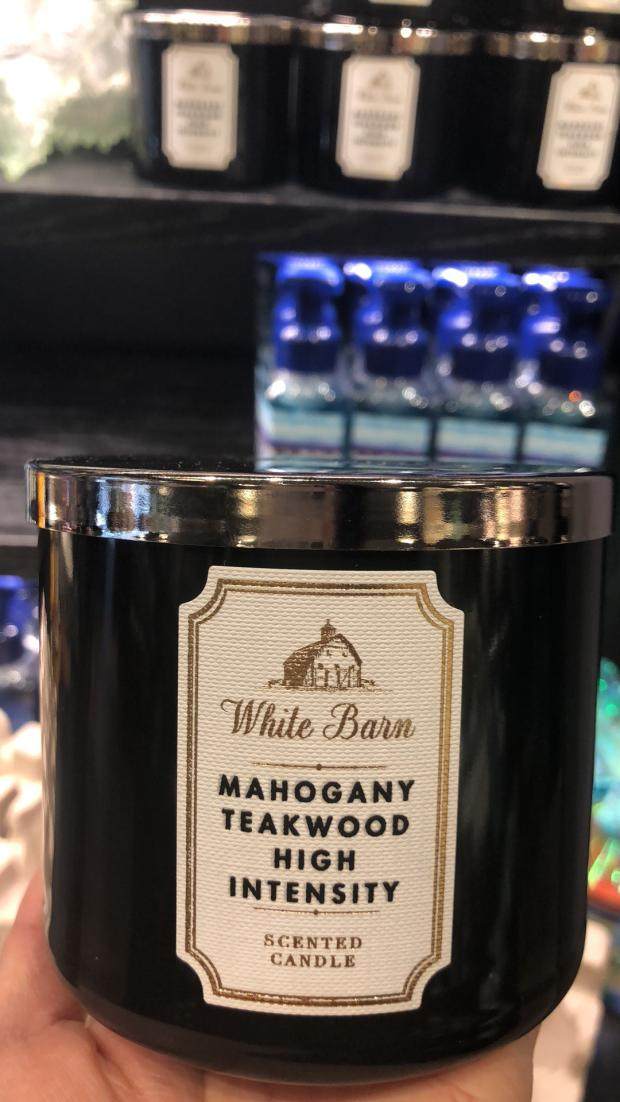 White Barn
MAHOGANY
TEAKWOOD
HIGH
INTENSITY
SCENTED
CANDLE